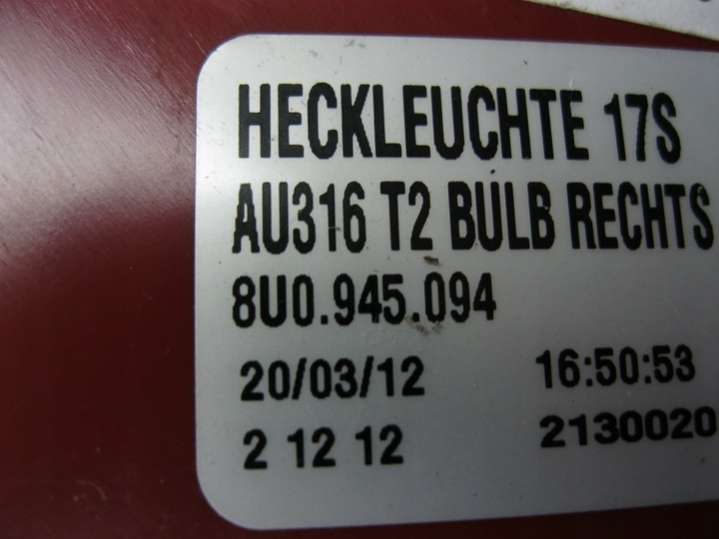 HECKLEUCHTE 17S
AU316 T2 BULB RECHTS
8U0.945.094
20/03/12 16:50:53
2 12 12 2130020